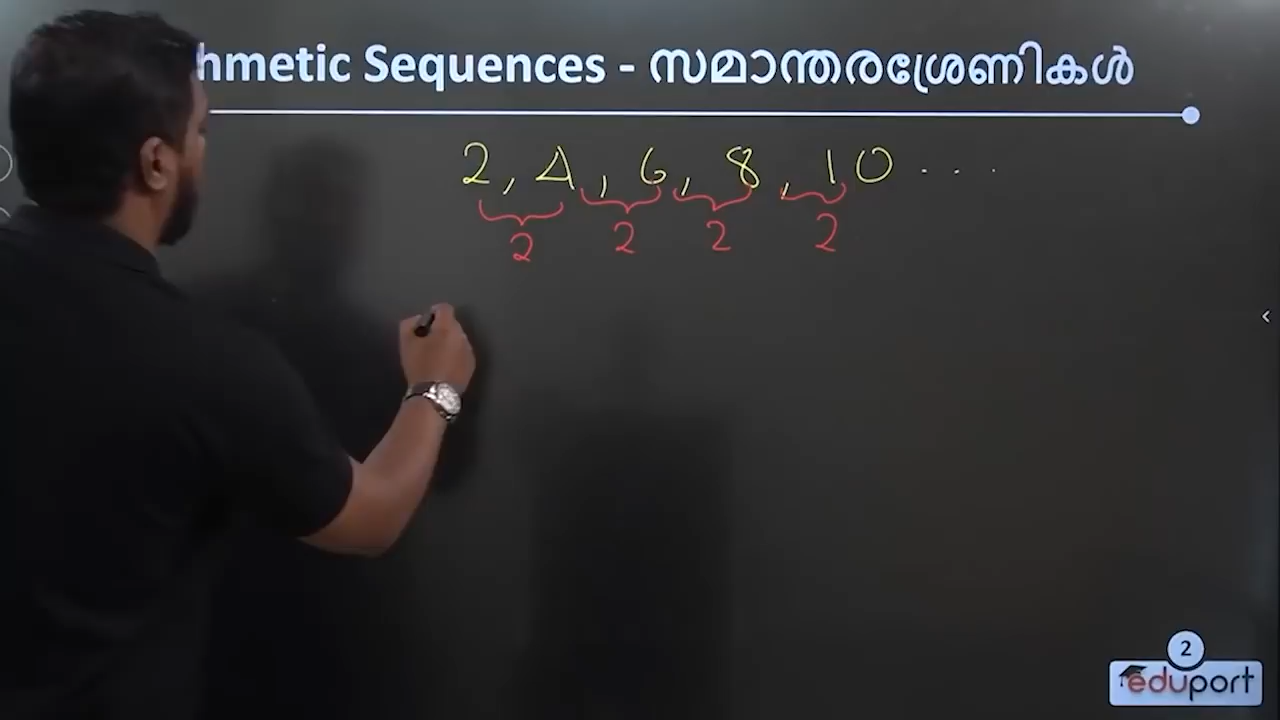 hmetic Sequences - സമാന്തരശ്രേണികൾ
2, 4, 6, 8, 10 . . .
2 2 2 2
2
eduport